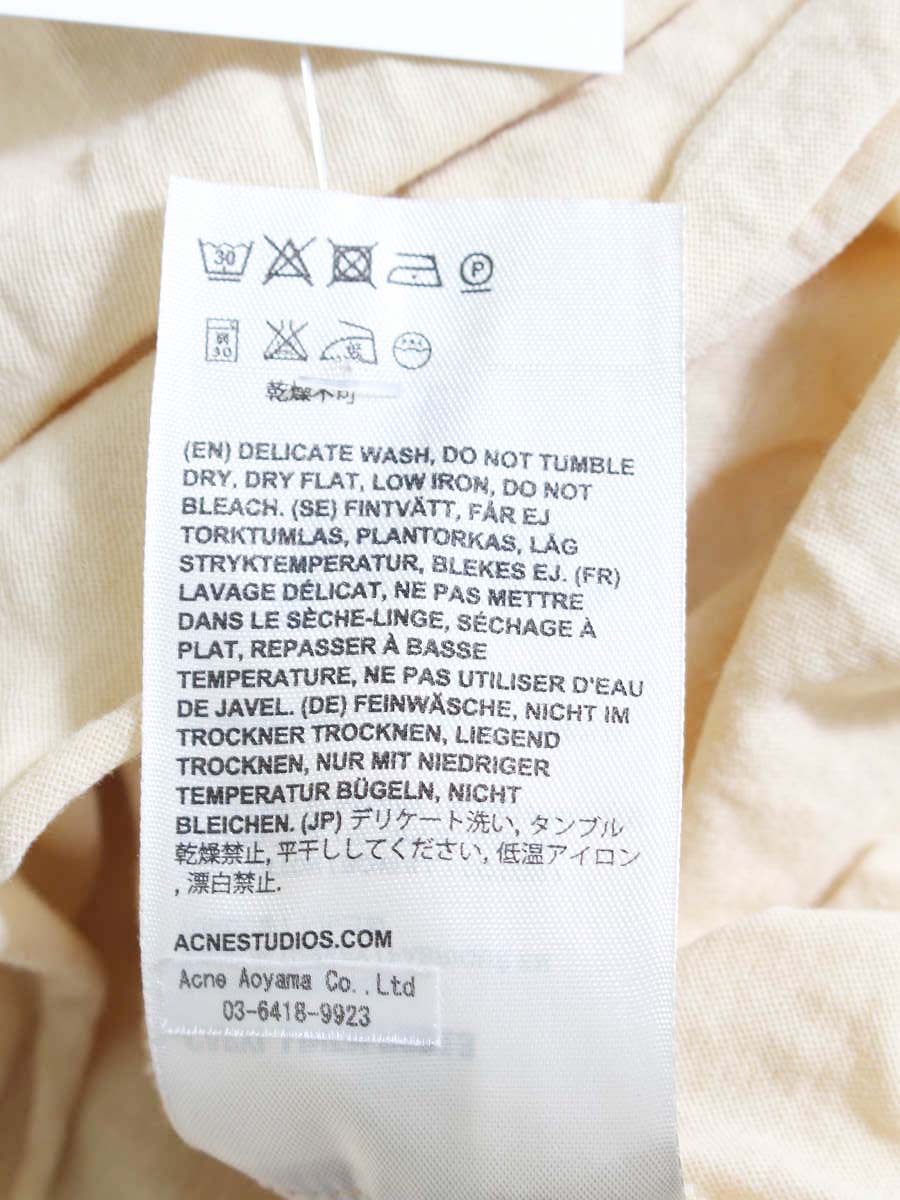 30
P
弱
30
低
乾燥不可
(EN) DELICATE WASH, DO NOT TUMBLE
DRY, DRY FLAT, LOW IRON, DO NOT
BLEACH. (SE) FINTVÄTT, FÅR EJ
TORKTUMLAS, PLANTORKAS, LÅG
STRYKTEMPERATUR, BLEKES EJ. (FR)
LAVAGE DÉLICAT, NE PAS METTRE
DANS LE SÈCHE-LINGE, SÉCHAGE À
PLAT, REPASSER À BASSE
TEMPERATURE, NE PAS UTILISER D'EAU
DE JAVEL. (DE) FEINWÄSCHE, NICHT IM
TROCKNER TROCKNEN, LIEGEND
TROCKNEN, NUR MIT NIEDRIGER
TEMPERATUR BÜGELN, NICHT
BLEICHEN. (JP) デリケート洗い, タンブル
乾燥禁止, 平干ししてください, 低温アイロン
, 漂白禁止.
ACNESTUDIOS.COM
Acne Aoyama Co.,Ltd
03-6418-9923